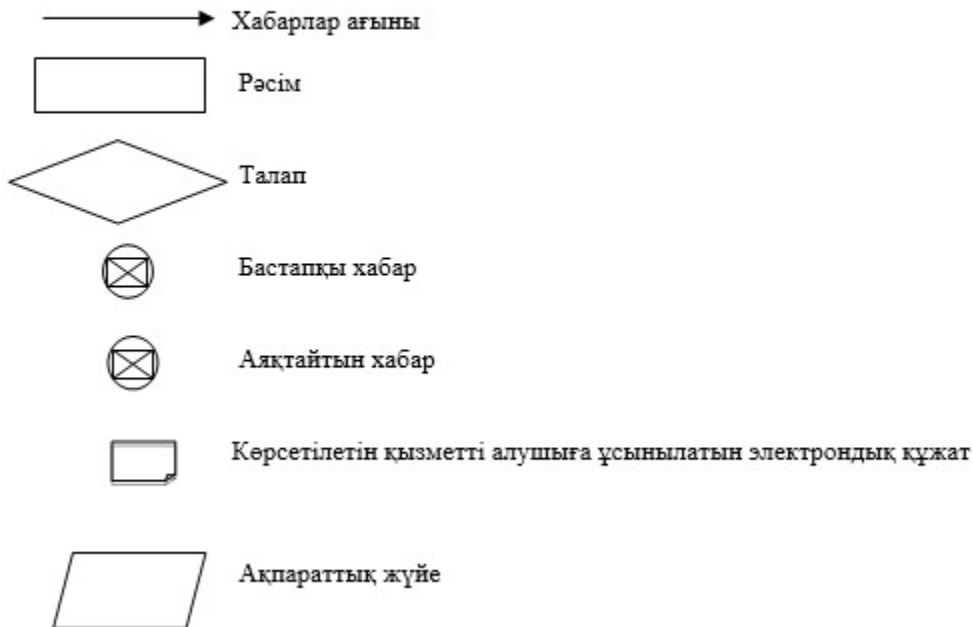 Хабарлар ағыны
Рәсім
Талап
Бастапқы хабар
Аяқтайтын хабар
Көрсетілетін қызметті алушыға ұсынылатын электрондық құжат
Ақпараттық жүйе